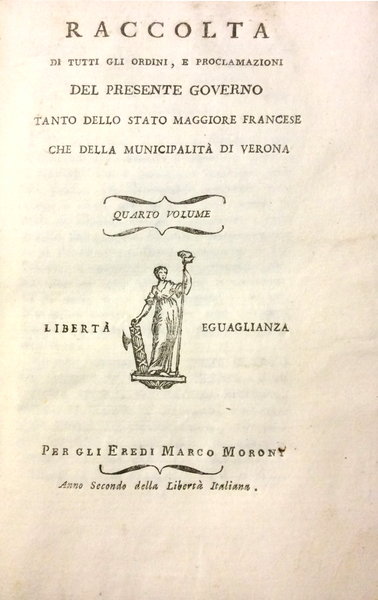 RACCOLTA
DI TUTTI GLI ORDINI, E PROCLAMAZIONI
DEL PRESENTE GOVERNO
TANTO DELLO STATO MAGGIORE FRANCESE
CHE DELLA MUNICIPALITÀ DI VERONA
QUARTO VOLUME
LIBERTÀ EGUAGLIANZA
PER GLI EREDI MARCO MORONI
Anno Secondo della Libertà Italiana.